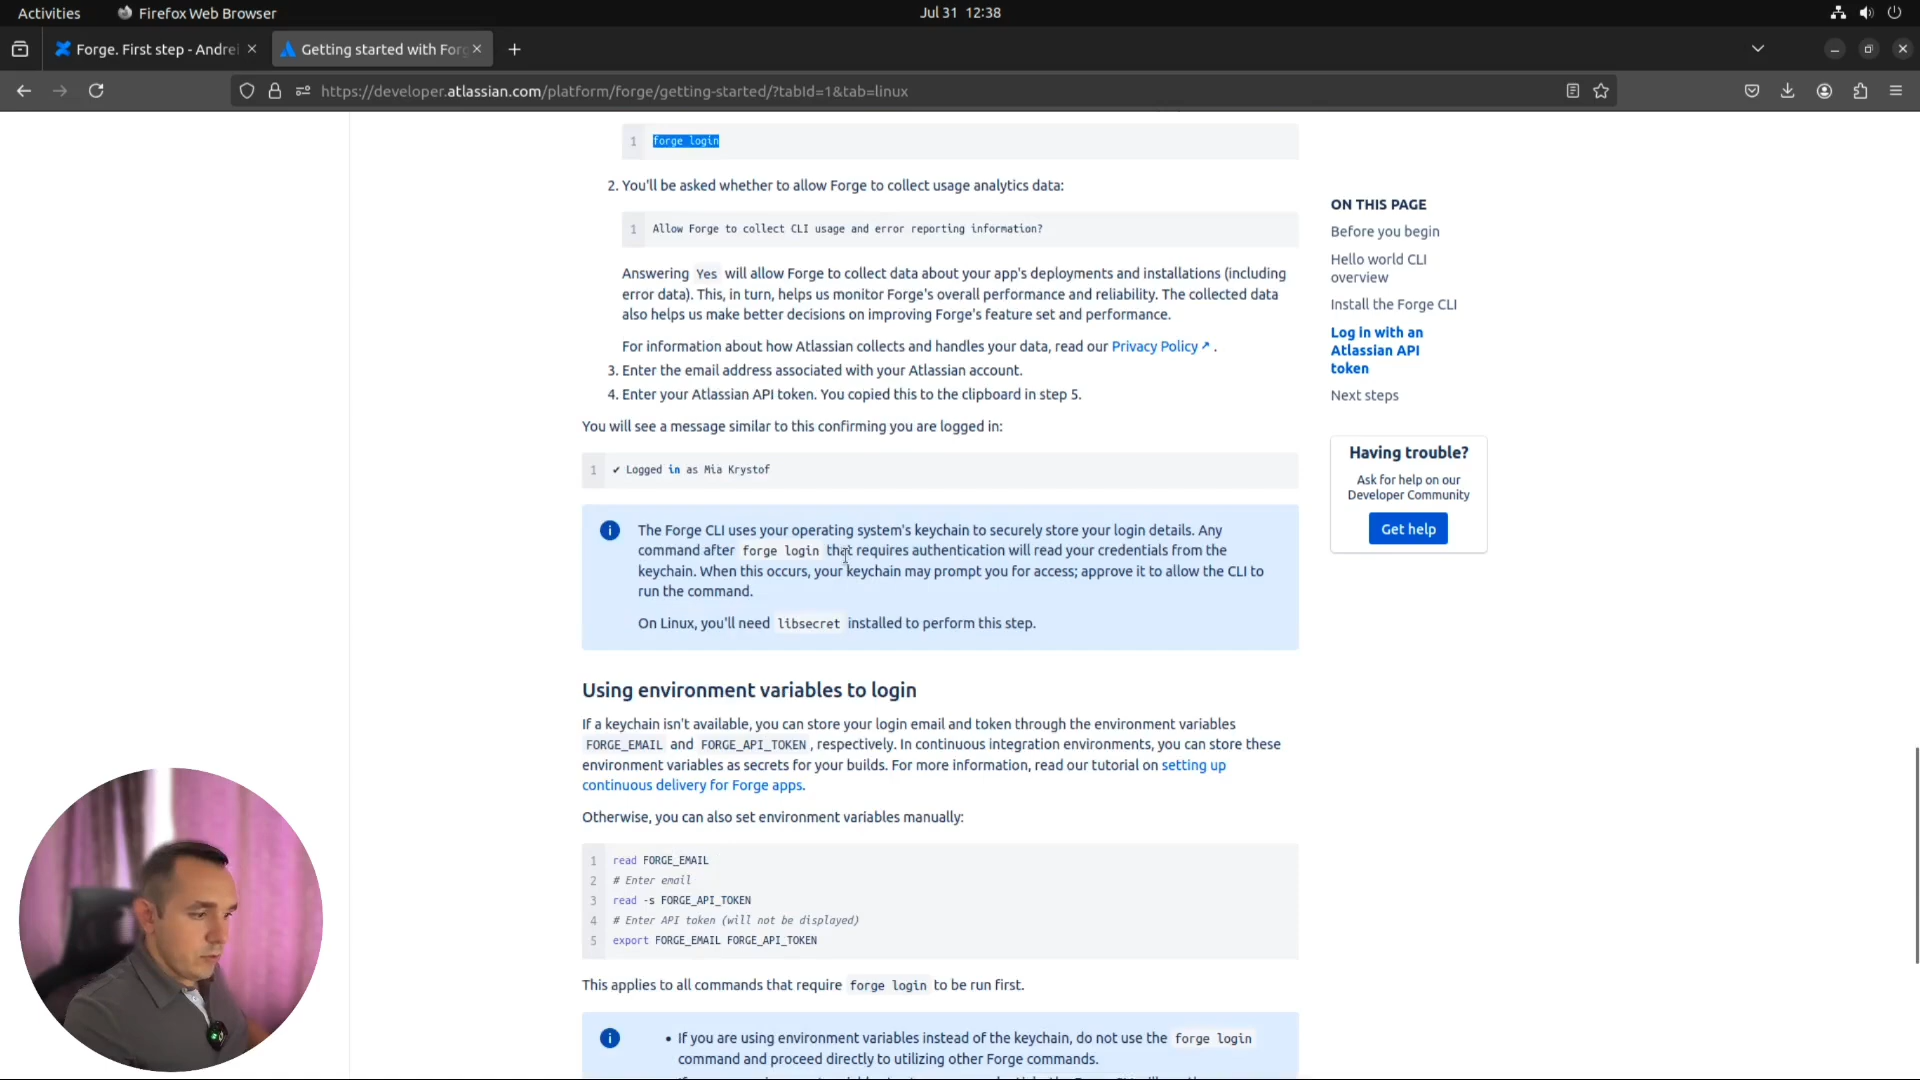 Activities
Firefox Web Browser
Jul 31 12:38
Forge. First step - Andrei
Getting started with Forg
https://developer.atlassian.com/platform/forge/getting-started/?tabId=1&tab=linux
1 forge login
2. You'll be asked whether to allow Forge to collect usage analytics data:
1 Allow Forge to collect CLI usage and error reporting information?
Answering Yes will allow Forge to collect data about your app's deployments and installations (including
error data). This, in turn, helps us monitor Forge's overall performance and reliability. The collected data
also helps us make better decisions on improving Forge's feature set and performance.
For information about how Atlassian collects and handles your data, read our Privacy Policy↗ .
3. Enter the email address associated with your Atlassian account.
4. Enter your Atlassian API token. You copied this to the clipboard in step 5.
You will see a message similar to this confirming you are logged in:
1 ✔ Logged in as Mia Krystof
The Forge CLI uses your operating system's keychain to securely store your login details. Any
command after forge login that requires authentication will read your credentials from the
keychain. When this occurs, your keychain may prompt you for access; approve it to allow the CLI to
run the command.
On Linux, you'll need libsecret installed to perform this step.
Using environment variables to login
If a keychain isn't available, you can store your login email and token through the environment variables
FORGE_EMAIL and FORGE_API_TOKEN, respectively. In continuous integration environments, you can store these
environment variables as secrets for your builds. For more information, read our tutorial on setting up
continuous delivery for Forge apps.
Otherwise, you can also set environment variables manually:
1 read FORGE_EMAIL
2 # Enter email
3 read -s FORGE_API_TOKEN
4 # Enter API token (will not be displayed)
5 export FORGE_EMAIL FORGE_API_TOKEN
This applies to all commands that require forge login to be run first.
• If you are using environment variables instead of the keychain, do not use the forge login
command and proceed directly to utilizing other Forge commands.
ON THIS PAGE
Before you begin
Hello world CLI
overview
Install the Forge CLI
Log in with an
Atlassian API
token
Next steps
Having trouble?
Ask for help on our
Developer Community
Get help